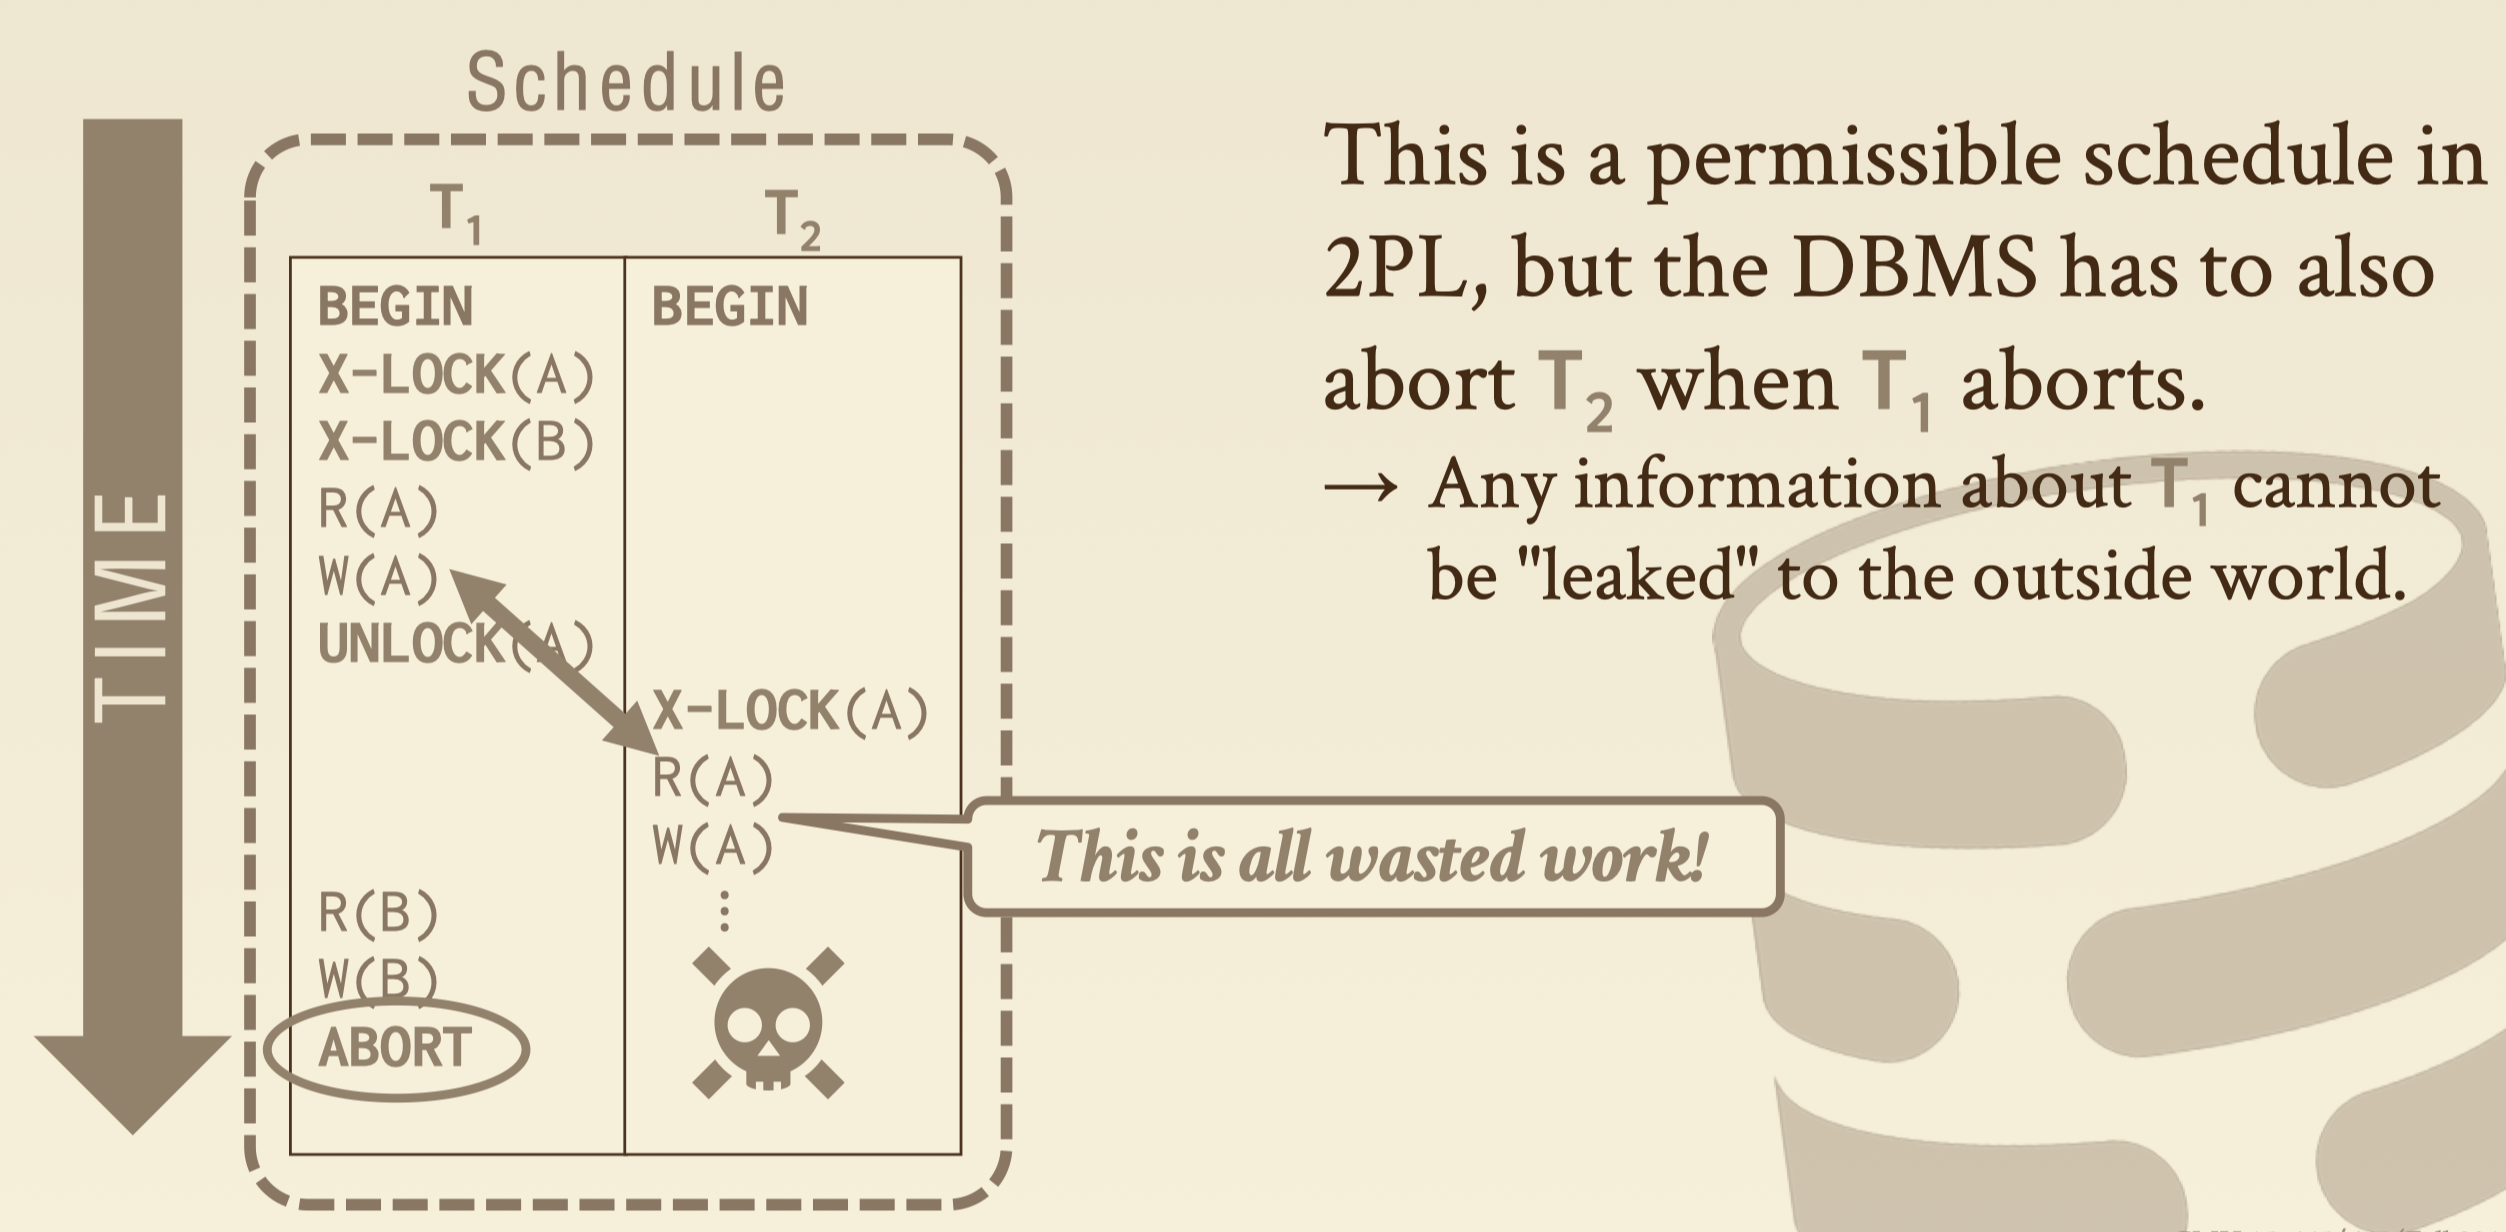 Schedule
TIME
T1 T2
BEGIN BEGIN
X-LOCK(A)
X-LOCK(B)
R(A)
W(A)
UNLOCK(A)
X-LOCK(A)
R(A)
W(A)
⋮
R(B)
W(B)
ABORT
This is all wasted work!
This is a permissible schedule in
2PL, but the DBMS has to also
abort T2 when T1 aborts.
→ Any information about T1 cannot
be "leaked" to the outside world.